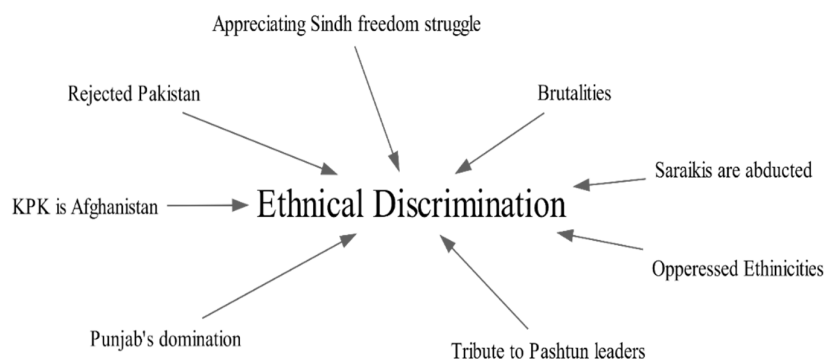 Appreciating Sindh freedom struggle
Rejected Pakistan
Brutalities
Saraikis are abducted
KPK is Afghanistan
Ethnical Discrimination
Opperessed Ethinicities
Punjab's domination
Tribute to Pashtun leaders